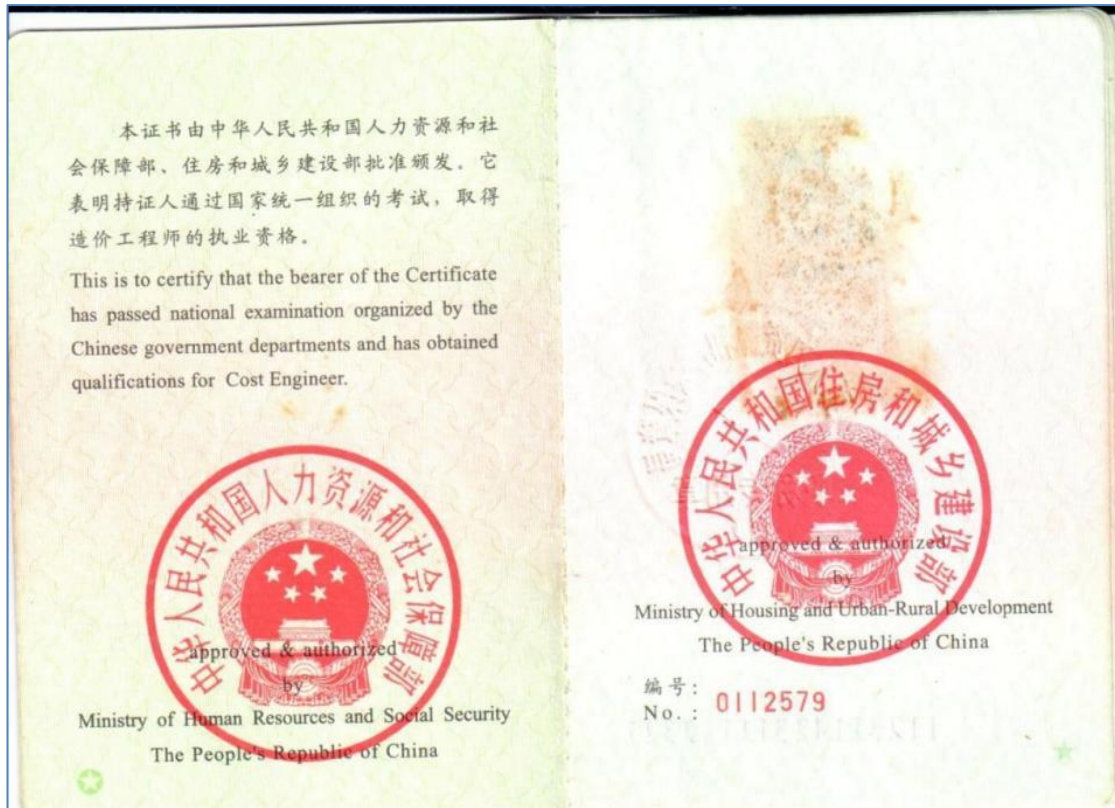 本证书由中华人民共和国人力资源和社
会保障部、住房和城乡建设部批准颁发。它
表明持证人通过国家统一组织的考试，取得
造价工程师的执业资格。
This is to certify that the bearer of the Certificate
has passed national examination organized by the
Chinese government departments and has obtained
qualifications for Cost Engineer.
中华人民共和国人力资源和社会保障部
approved & authorized
by
Ministry of Human Resources and Social Security
The People's Republic of China
中华人民共和国住房和城乡建设部
approved & authorized
by
Ministry of Housing and Urban-Rural Development
The People's Republic of China
编号:
No. : 0112579